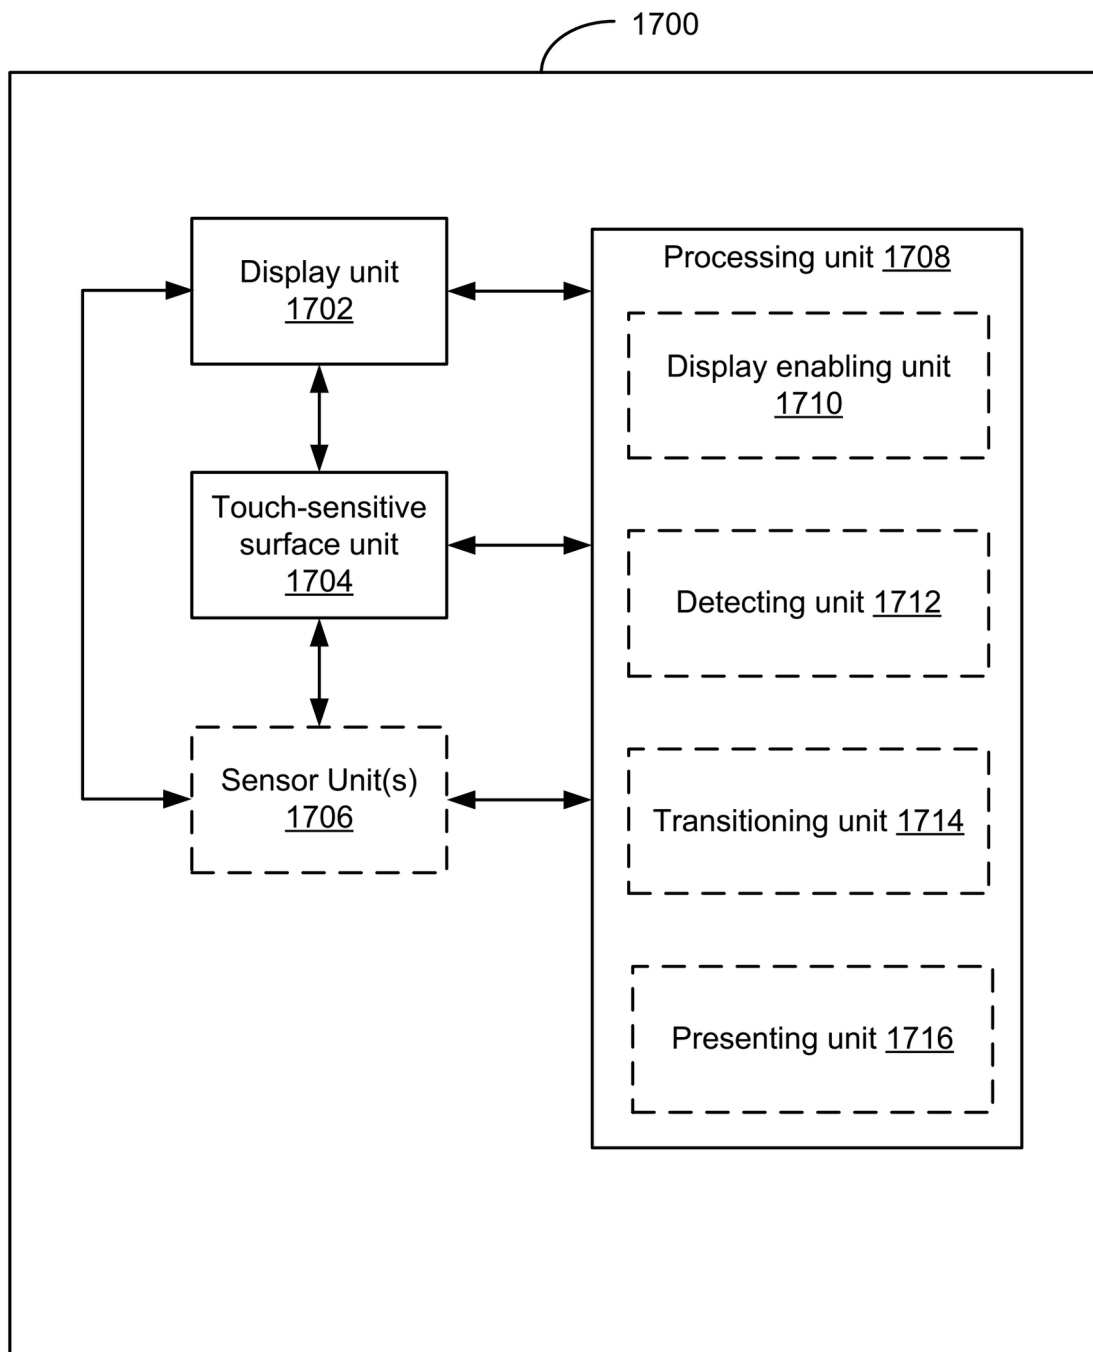 1700
Display unit
1702
Touch-sensitive
surface unit
1704
Sensor Unit(s)
1706
Processing unit 1708
Display enabling unit
1710
Detecting unit 1712
Transitioning unit 1714
Presenting unit 1716